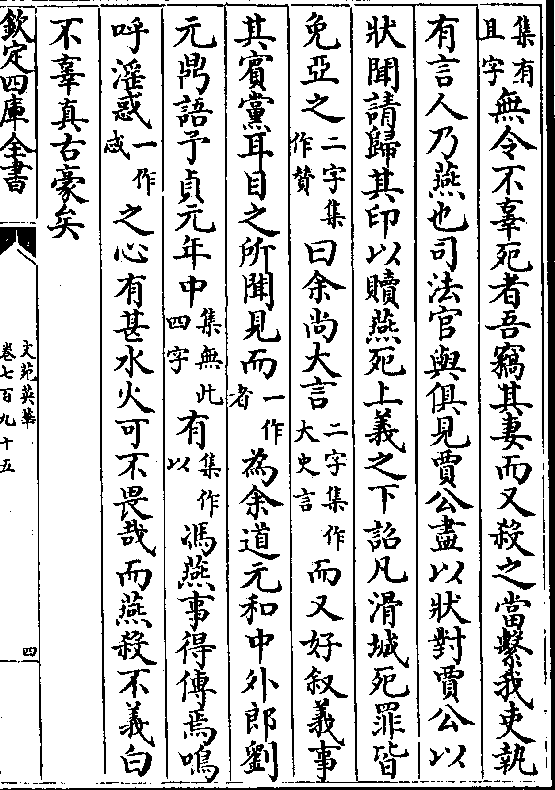 集有且字無令不辜死者吾竊其妻而又殺之當繫我吏執
有言人乃燕也司法官與俱見賈公盡以狀對賈公以
狀聞請歸其印以贖燕死上義之下詔凡滑城死罪皆
免亞之二字集作贊曰余尚大言二字集作大史言而又好叙義事
其賓黨耳目之所聞見而一作者為余道元和中外郎劉
元鼎語予貞元年中集無此四字有集作以馮燕事得傳焉嗚
呼淫惑一作惑之心有甚水火可不畏哉而燕殺不義白
不辜真古豪矣
欽定四庫全書
文苑英華
卷七百九十五
四